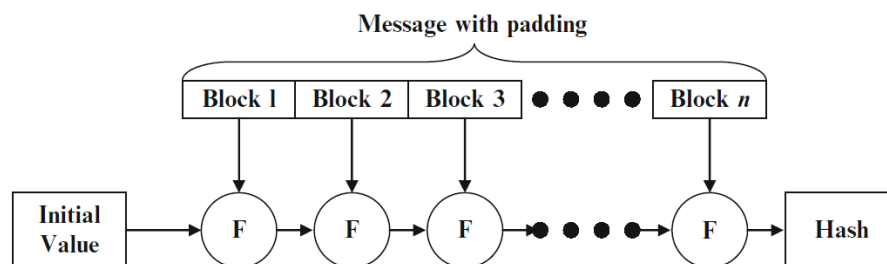 Message with padding
Block 1 Block 2 Block 3 Block n
Initial
Value
F F F F
Hash